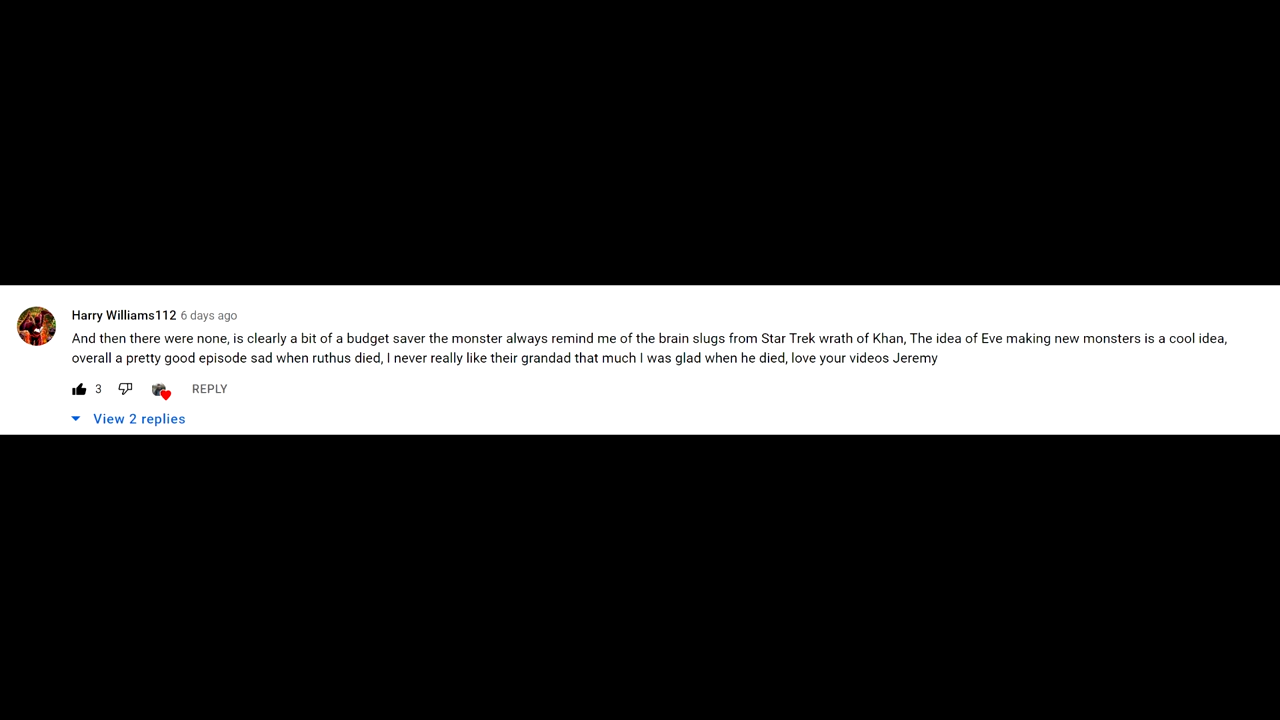 Harry Williams112 6 days ago
And then there were none, is clearly a bit of a budget saver the monster always remind me of the brain slugs from Star Trek wrath of Khan, The idea of Eve making new monsters is a cool idea,
overall a pretty good episode sad when ruthus died, I never really like their grandad that much I was glad when he died, love your videos Jeremy
3 REPLY
View 2 replies